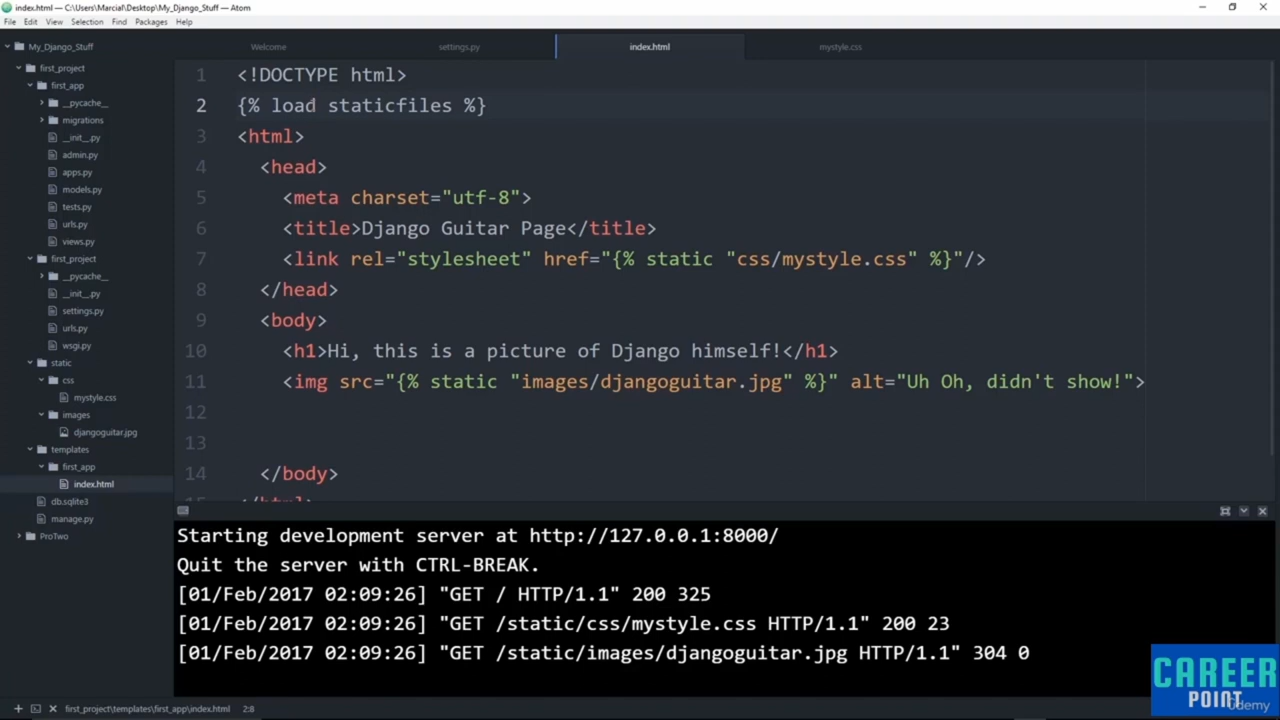 index.html — C:\Users\Marcial\Desktop\My_Django_Stuff — Atom
File Edit View Selection Find Packages Help
My_Django_Stuff
first_project
first_app
__pycache__
migrations
__init__.py
admin.py
apps.py
models.py
tests.py
urls.py
views.py
first_project
__pycache__
__init__.py
settings.py
urls.py
wsgi.py
static
css
mystyle.css
images
djangoguitar.jpg
templates
first_app
index.html
db.sqlite3
manage.py
ProTwo
Welcome settings.py index.html mystyle.css
1 <!DOCTYPE html>
2 {% load staticfiles %}
3 <html>
4 <head>
5 <meta charset="utf-8">
6 <title>Django Guitar Page</title>
7 <link rel="stylesheet" href="{% static "css/mystyle.css" %}"/>
8 </head>
9 <body>
10 <h1>Hi, this is a picture of Django himself!</h1>
11 <img src="{% static "images/djangoguitar.jpg" %}" alt="Uh Oh, didn't show!">
12
13
14 </body>
15 </html>
Starting development server at http://127.0.0.1:8000/
Quit the server with CTRL-BREAK.
[01/Feb/2017 02:09:26] "GET / HTTP/1.1" 200 325
[01/Feb/2017 02:09:26] "GET /static/css/mystyle.css HTTP/1.1" 200 23
[01/Feb/2017 02:09:26] "GET /static/images/djangoguitar.jpg HTTP/1.1" 304 0
first_project\templates\first_app\index.html 2:8
CAREER
POINT
Udemy